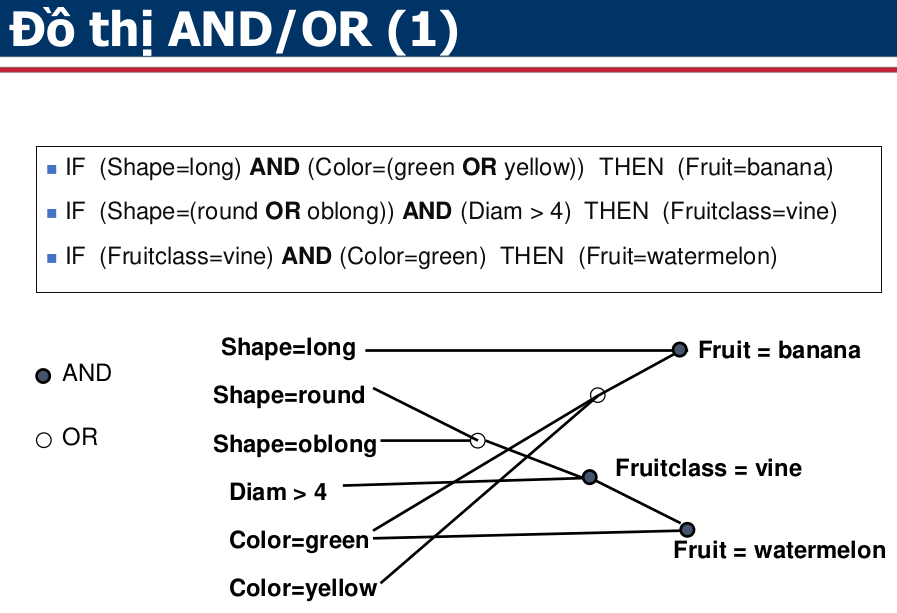 Đồ thị AND/OR (1)
IF (Shape=long) AND (Color=(green OR yellow)) THEN (Fruit=banana)
IF (Shape=(round OR oblong)) AND (Diam > 4) THEN (Fruitclass=vine)
IF (Fruitclass=vine) AND (Color=green) THEN (Fruit=watermelon)
Shape=long
Fruit = banana
AND
Shape=round
OR
Shape=oblong
Fruitclass = vine
Diam > 4
Color=green
Fruit = watermelon
Color=yellow